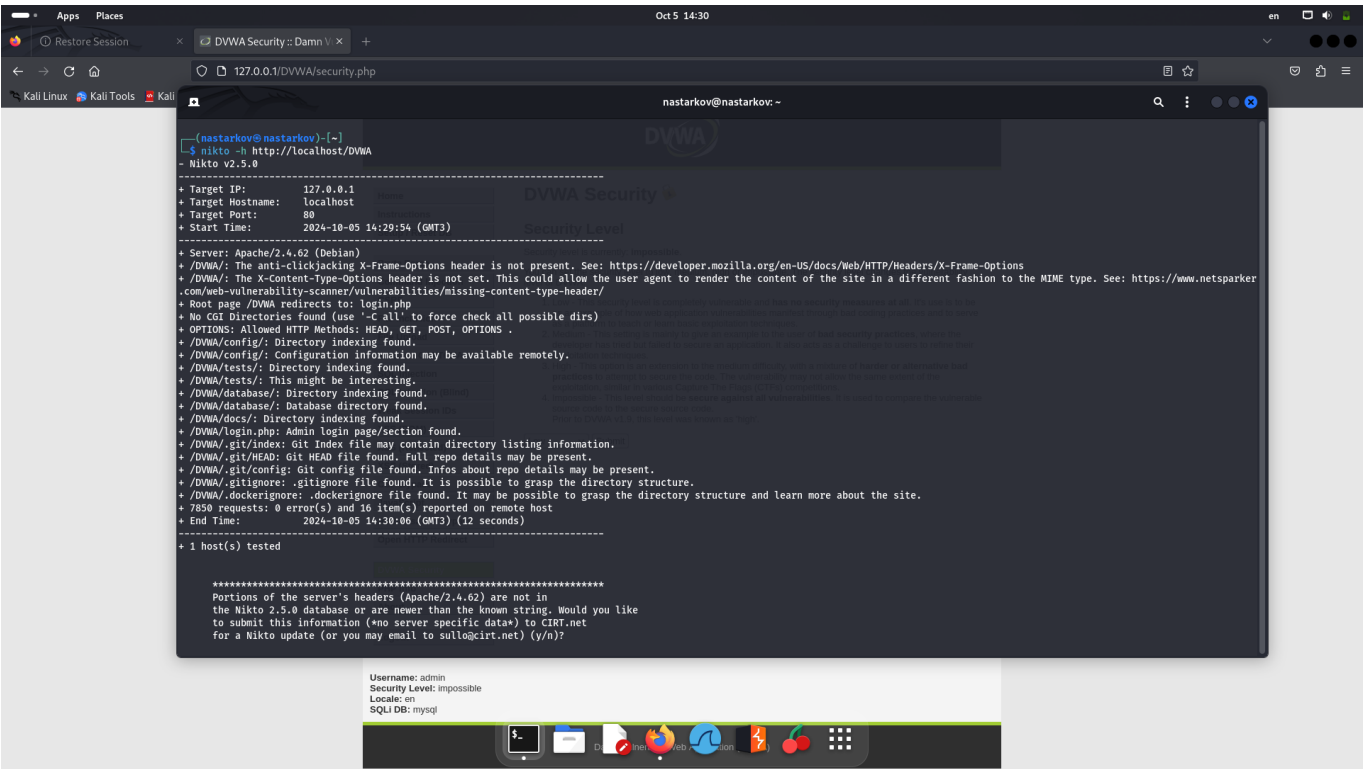 Apps Places Oct 5 14:30 en
Restore Session DVWA Security :: Damn V
127.0.0.1/DVWA/security.php
Kali Linux Kali Tools Kali
nastarkov@nastarkov: ~
DVWA
┌──(nastarkov㉿nastarkov)-[~]
└─$ nikto -h http://localhost/DVWA
- Nikto v2.5.0
---------------------------------------------------------------------------
+ Target IP: 127.0.0.1
+ Target Hostname: localhost
+ Target Port: 80
+ Start Time: 2024-10-05 14:29:54 (GMT3)
---------------------------------------------------------------------------
+ Server: Apache/2.4.62 (Debian)
+ /DVWA/: The anti-clickjacking X-Frame-Options header is not present. See: https://developer.mozilla.org/en-US/docs/Web/HTTP/Headers/X-Frame-Options
+ /DVWA/: The X-Content-Type-Options header is not set. This could allow the user agent to render the content of the site in a different fashion to the MIME type. See: https://www.netsparker
.com/web-vulnerability-scanner/vulnerabilities/missing-content-type-header/
+ Root page /DVWA redirects to: login.php
+ No CGI Directories found (use '-C all' to force check all possible dirs)
+ OPTIONS: Allowed HTTP Methods: HEAD, GET, POST, OPTIONS .
+ /DVWA/config/: Directory indexing found.
+ /DVWA/config/: Configuration information may be available remotely.
+ /DVWA/tests/: Directory indexing found.
+ /DVWA/tests/: This might be interesting.
+ /DVWA/database/: Directory indexing found.
+ /DVWA/database/: Database directory found.
+ /DVWA/docs/: Directory indexing found.
+ /DVWA/login.php: Admin login page/section found.
+ /DVWA/.git/index: Git Index file may contain directory listing information.
+ /DVWA/.git/HEAD: Git HEAD file found. Full repo details may be present.
+ /DVWA/.git/config: Git config file found. Infos about repo details may be present.
+ /DVWA/.gitignore: .gitignore file found. It is possible to grasp the directory structure.
+ /DVWA/.dockerignore: .dockerignore file found. It may be possible to grasp the directory structure and learn more about the site.
+ 7850 requests: 0 error(s) and 16 item(s) reported on remote host
+ End Time: 2024-10-05 14:30:06 (GMT3) (12 seconds)
---------------------------------------------------------------------------
+ 1 host(s) tested
*********************************************************************
Portions of the server's headers (Apache/2.4.62) are not in
the Nikto 2.5.0 database or are newer than the known string. Would you like
to submit this information (*no server specific data*) to CIRT.net
for a Nikto update (or you may email to sullo@cirt.net) (y/n)?
DVWA Security
Security Level
Username: admin
Security Level: impossible
Locale: en
SQLi DB: mysql